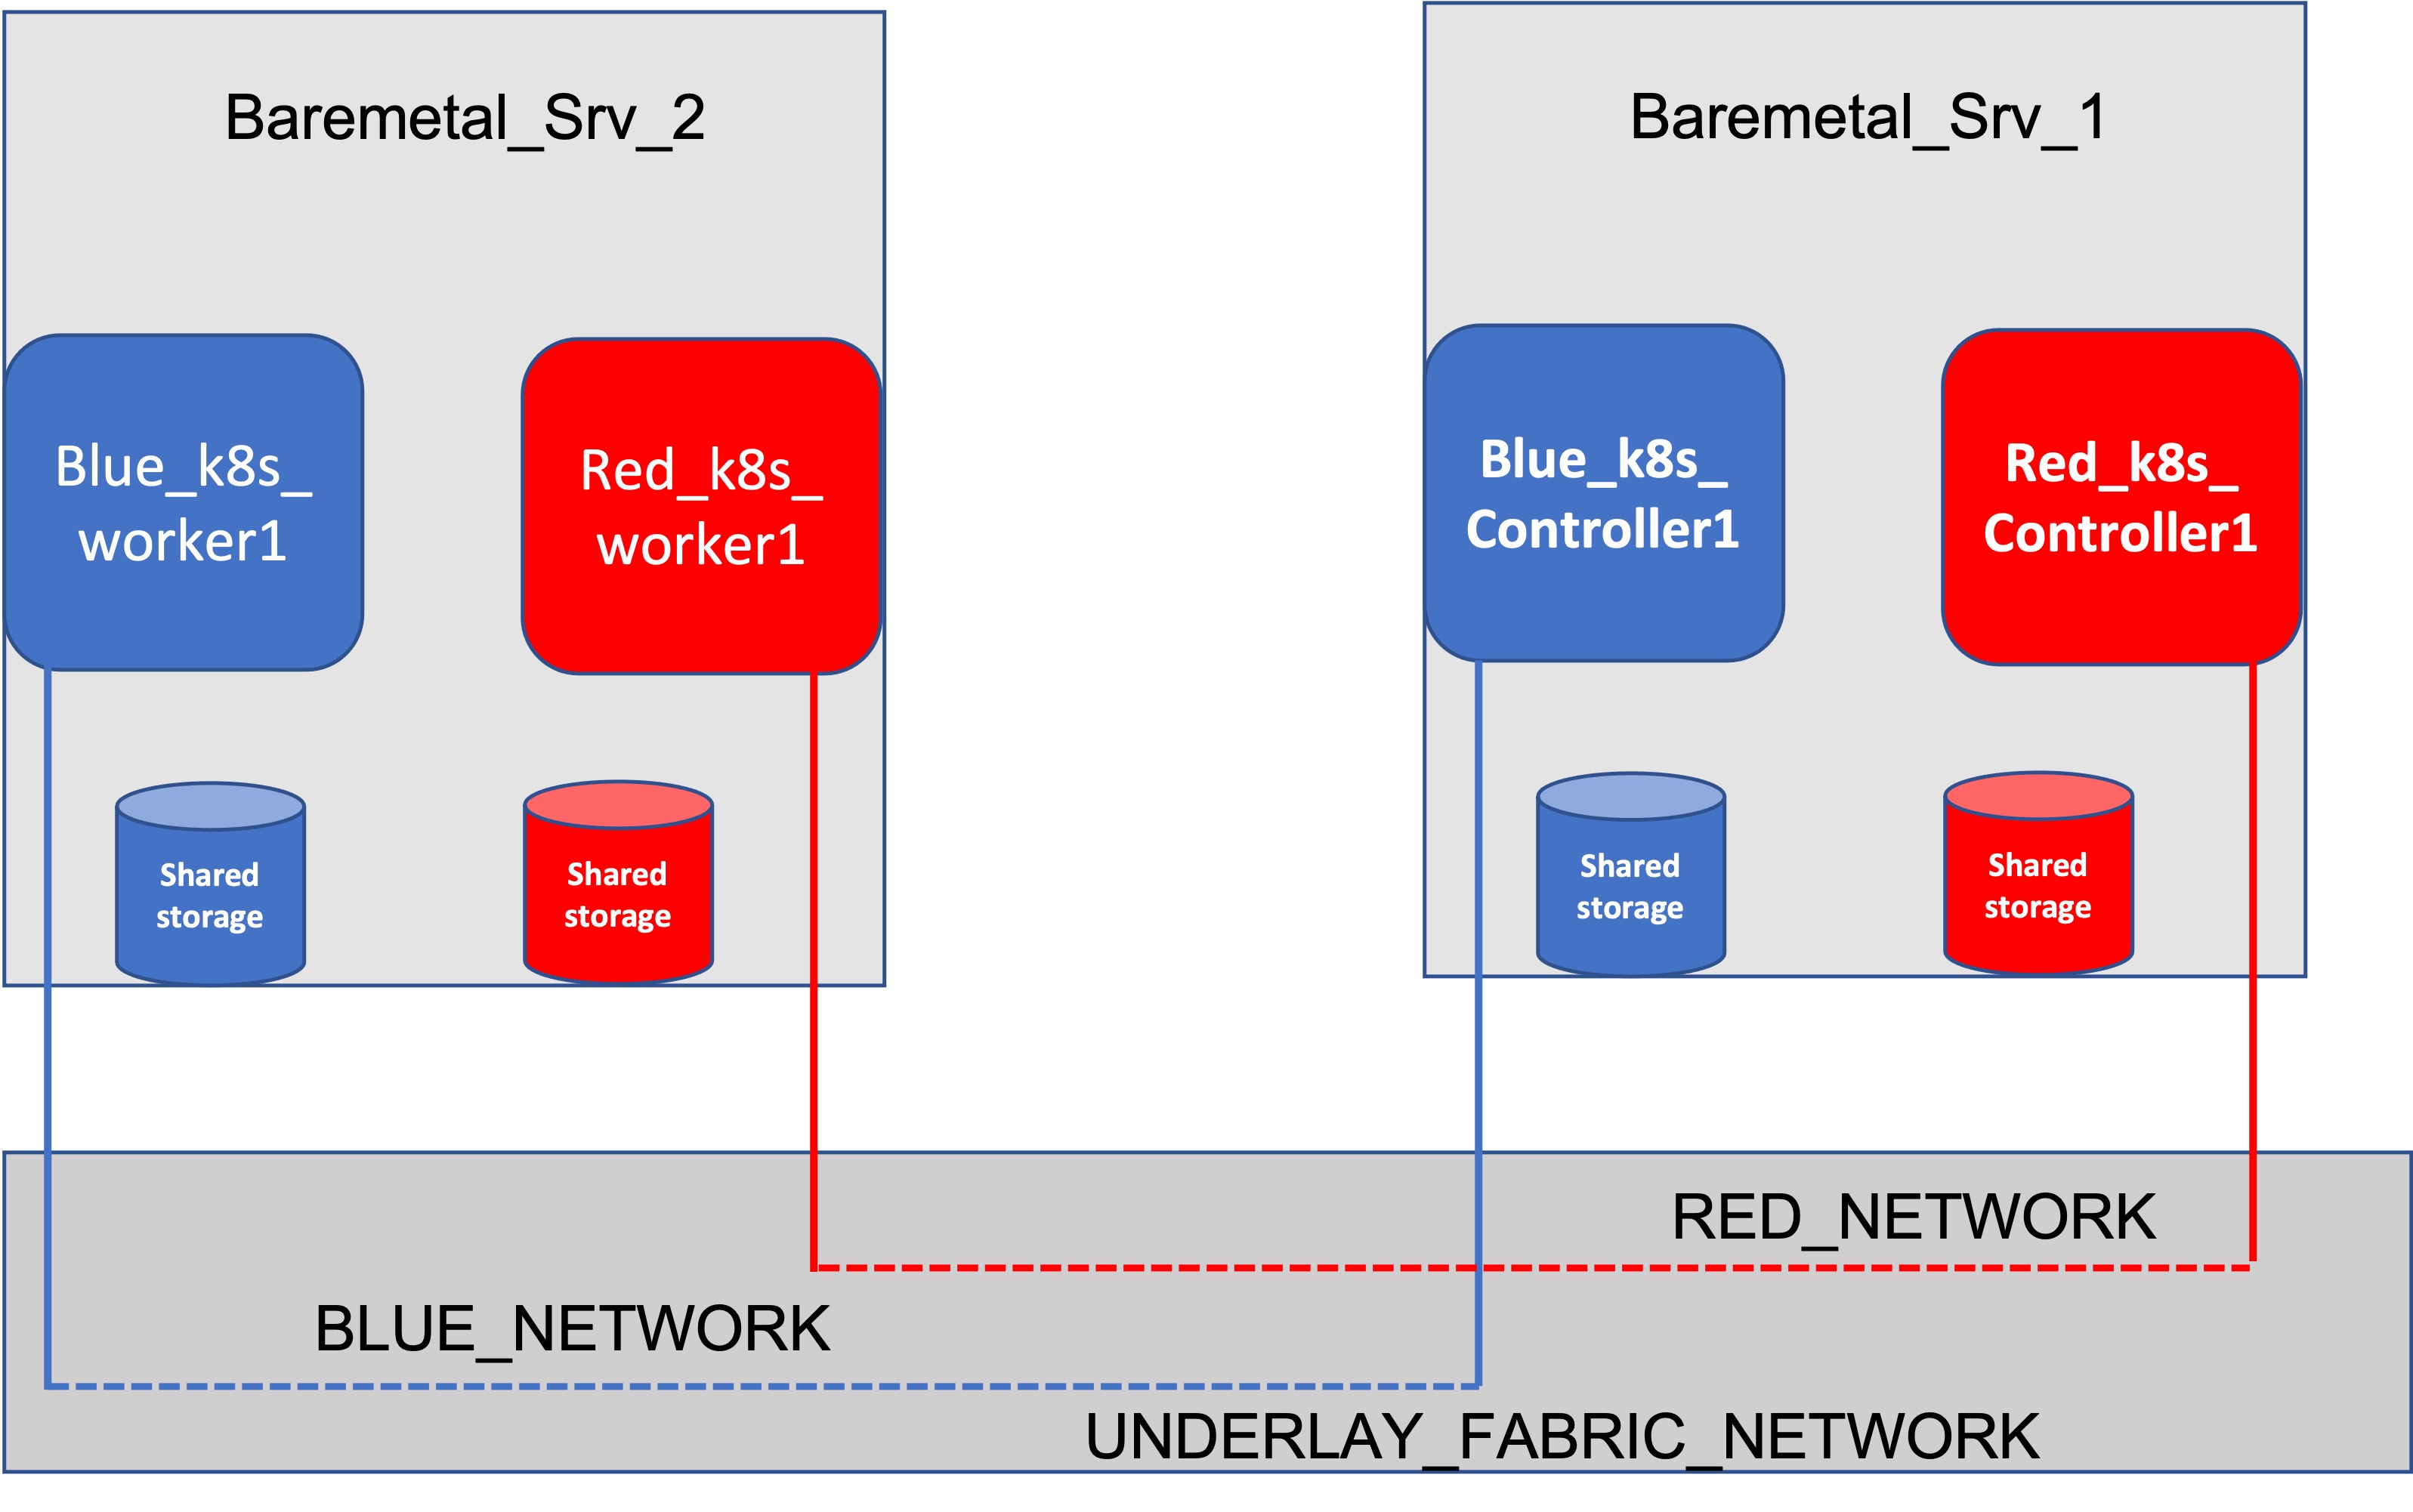 Baremetal_Srv_2
Baremetal_Srv_1
Blue_k8s_
worker1
Red_k8s_
worker1
Blue_k8s_
Controller1
Red_k8s_
Controller1
Shared
storage
Shared
storage
Shared
storage
Shared
storage
RED_NETWORK
BLUE_NETWORK
UNDERLAY_FABRIC_NETWORK